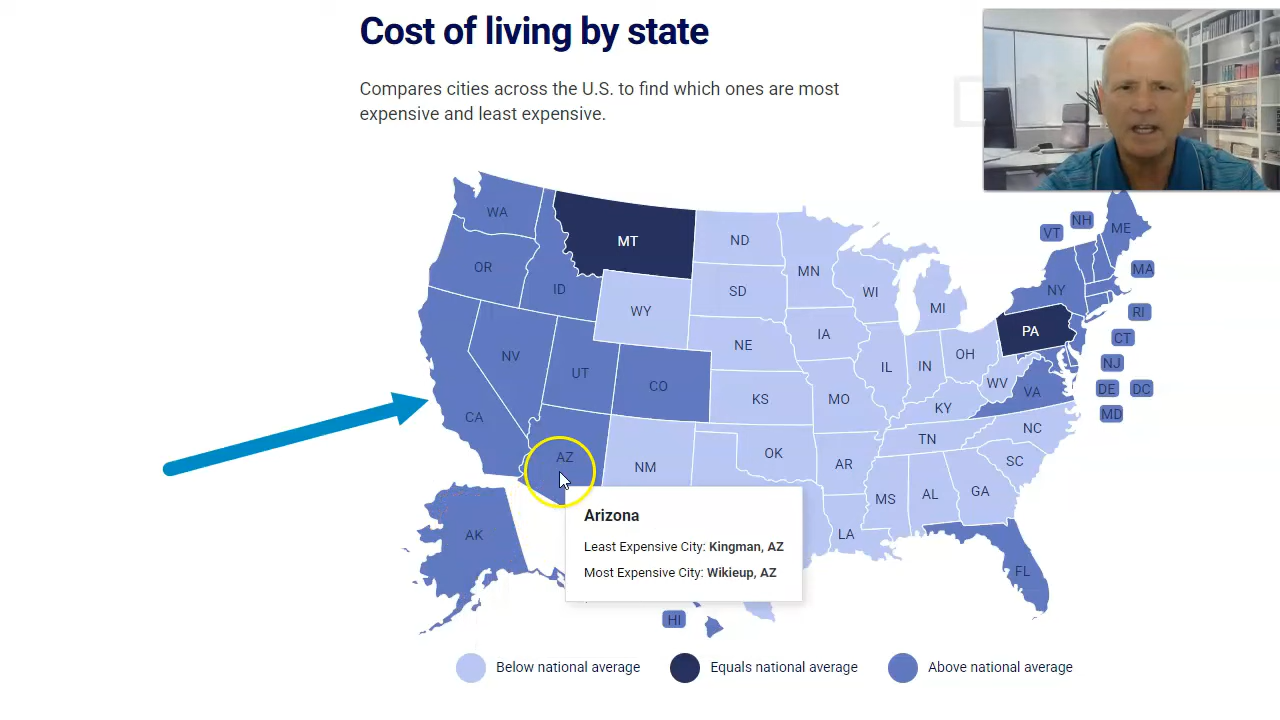 Cost of living by state
Compares cities across the U.S. to find which ones are most
expensive and least expensive.
WA
MT
ND
MN
VT
NH
ME
OR
ID
SD
WI
MI
NY
MA
WY
IA
PA
RI
NV
UT
CO
NE
IL
IN
OH
CT
NJ
CA
KS
MO
KY
WV
VA
DE
DC
MD
AZ
NM
OK
AR
TN
NC
SC
MS
AL
GA
LA
AK
FL
HI
Arizona
Least Expensive City: Kingman, AZ
Most Expensive City: Wikieup, AZ
Below national average
Equals national average
Above national average